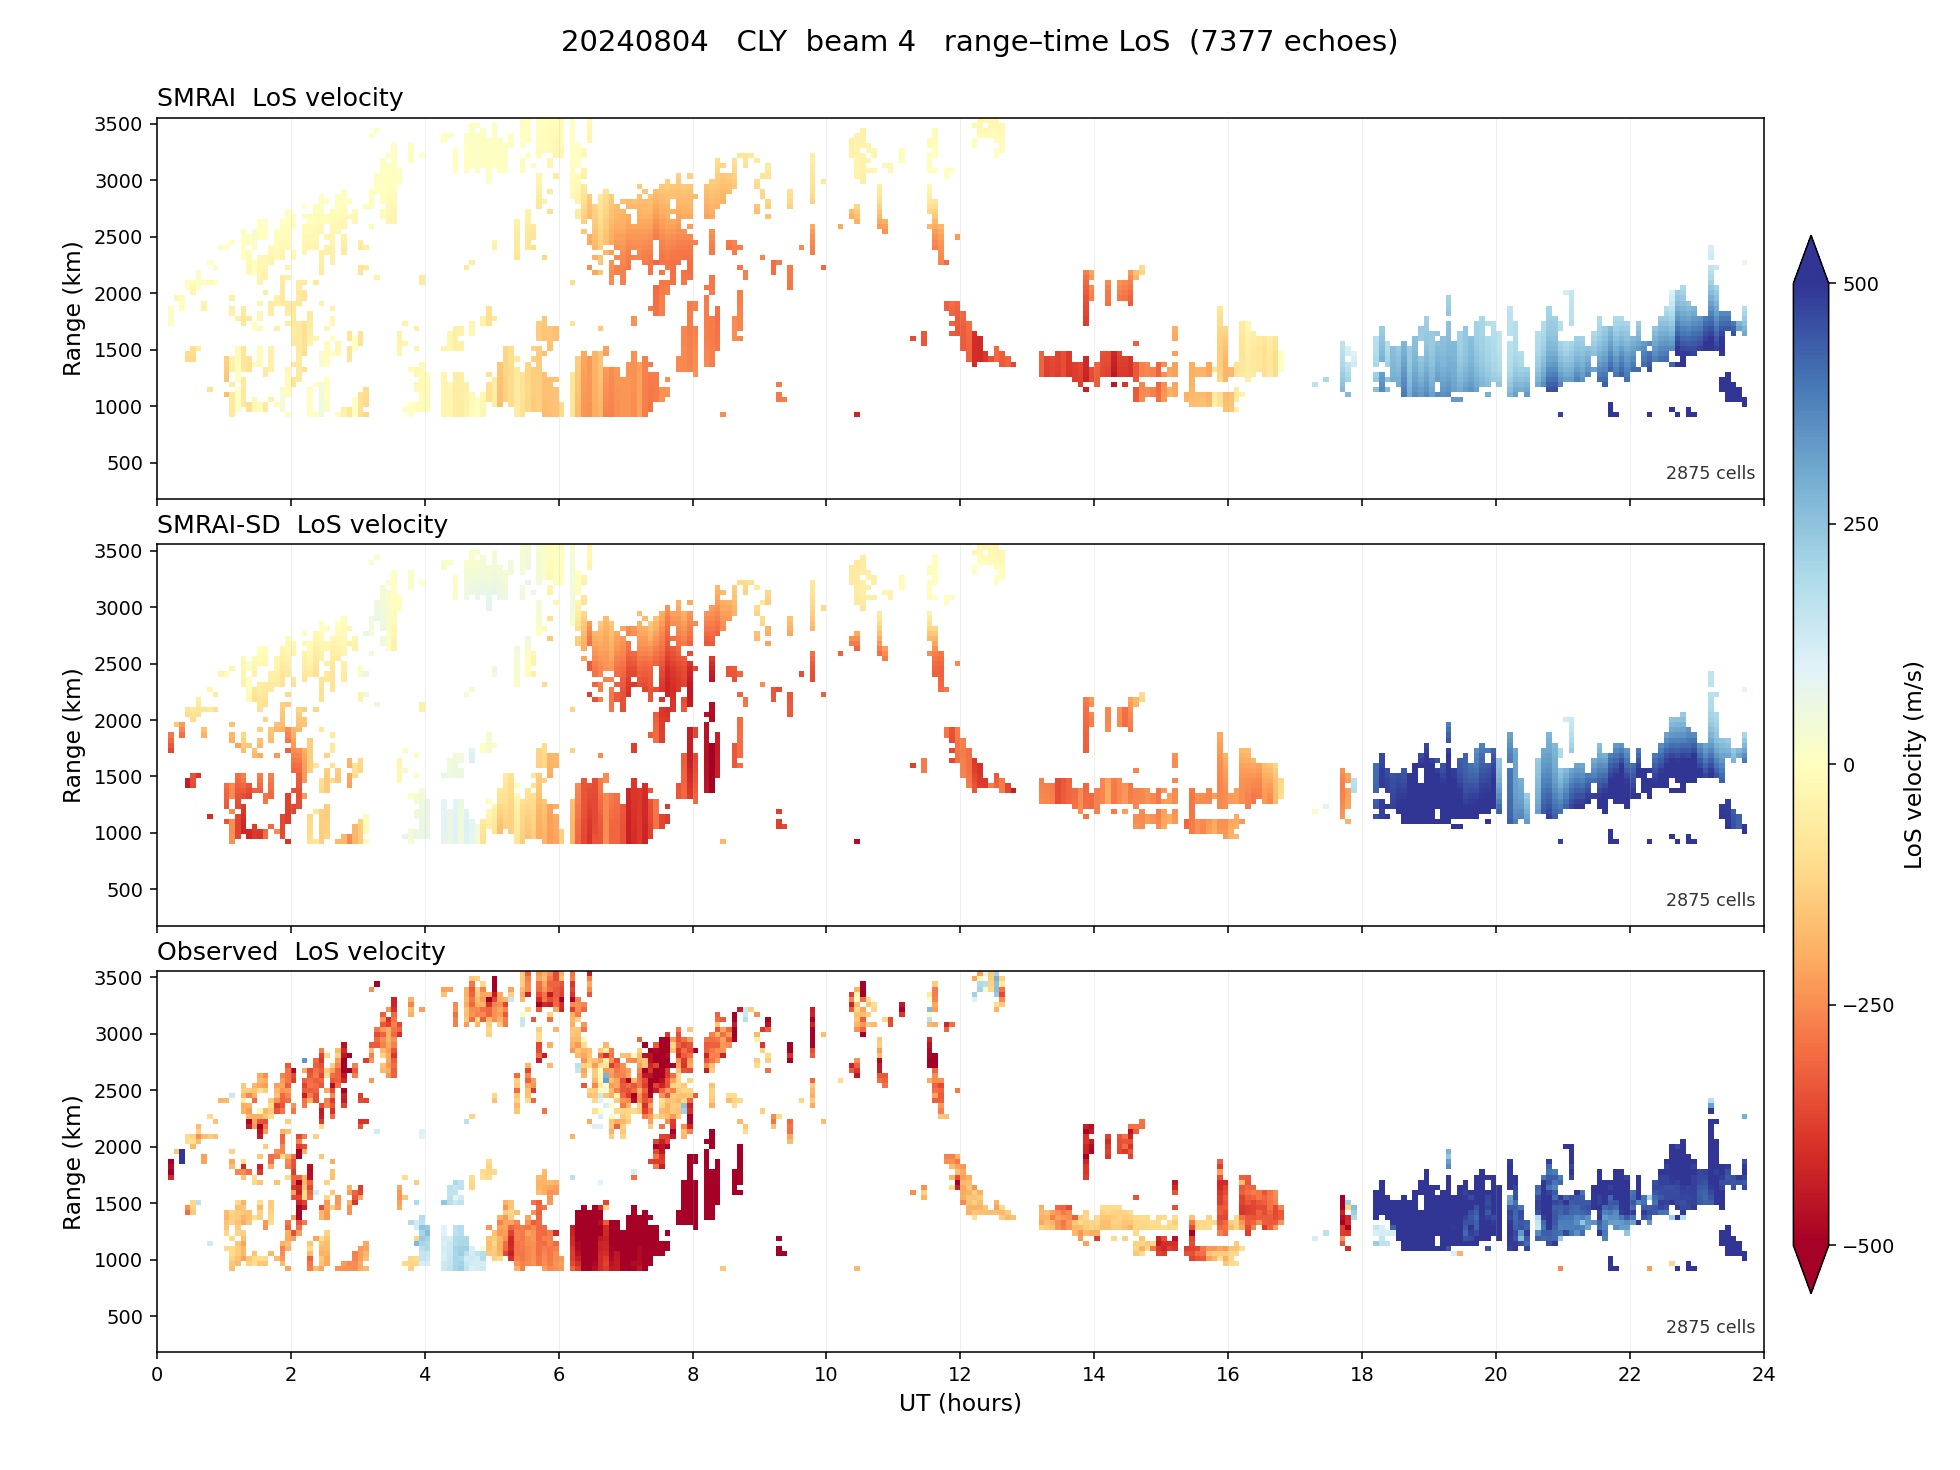 20240804   CLY  beam 4   range–time LoS  (7377 echoes)
SMRAI  LoS velocity
3500
3000
2500
2000
1500
1000
500
Range (km)
2875 cells
SMRAI-SD  LoS velocity
3500
3000
2500
2000
1500
1000
500
Range (km)
2875 cells
Observed  LoS velocity
3500
3000
2500
2000
1500
1000
500
Range (km)
2875 cells
0 2 4 6 8 10 12 14 16 18 20 22 24
UT (hours)
500
250
0
−250
−500
LoS velocity (m/s)